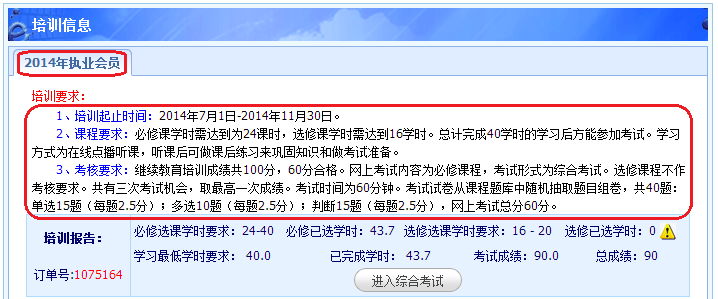 培训信息
2014年执业会员
培训要求：
1、培训起止时间：2014年7月1日-2014年11月30日。
2、课程要求：必修课学时需达到为24课时，选修课学时需达到16学时。总计完成40学时的学习后方能参加考试。学习
方式为在线点播听课，听课后可做课后练习来巩固知识和做考试准备。
3、考核要求：继续教育培训成绩共100分，60分合格。网上考试内容为必修课程，考试形式为综合考试。选修课程不作
考核要求。共有三次考试机会，取最高一次成绩。考试时间为60分钟。考试试卷从课程题库中随机抽取题目组卷，共40题：
单选15题（每题2.5分）；多选10题（每题2.5分）；判断15题（每题2.5分），网上考试总分60分。
培训报告：
订单号:1075164
必修选课学时要求：24-40 必修已选学时：43.7 选修选课学时要求：16 - 20 选修已选学时：0
学习最低学时要求：40.0 已完成学时：43.7 考试成绩：90.0 总成绩：90
进入综合考试